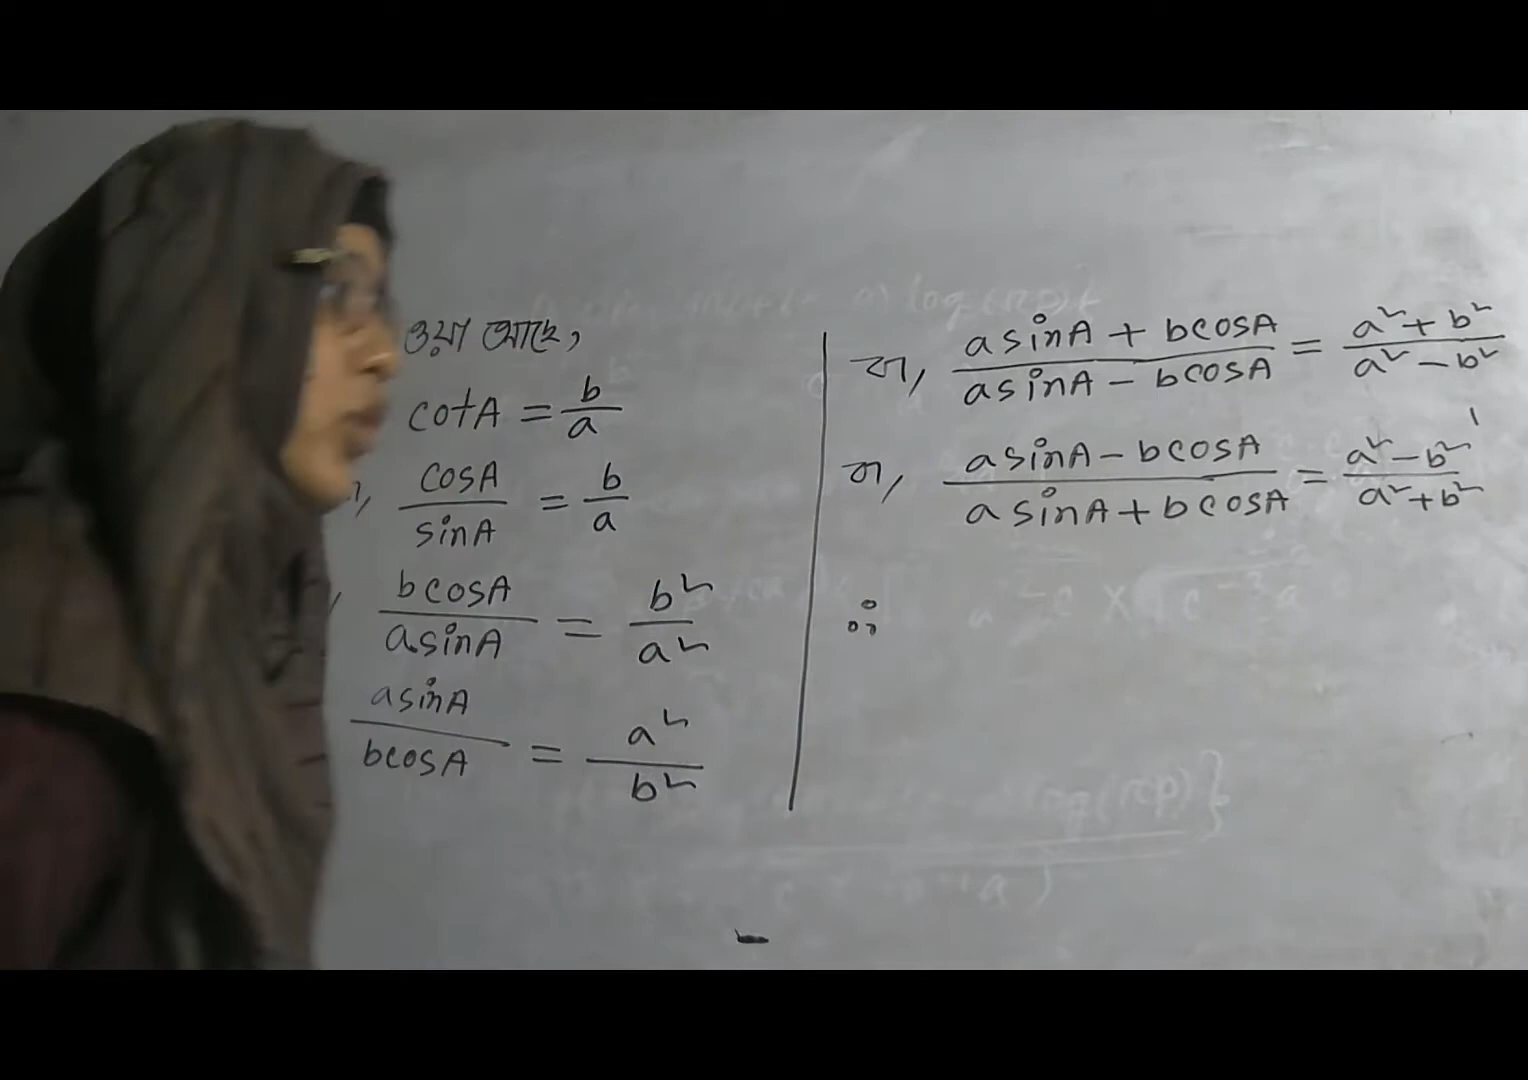 আছে,
cotA = b/a
cosA/sinA = b/a
bcosA/asinA = b²/a²
asinA/bcosA = a²/b²
বা, (asinA + bcosA)/(asinA - bcosA) = (a² + b²)/(a² - b²)
বা, (asinA - bcosA)/(asinA + bcosA) = (a² - b²)/(a² + b²)
∴